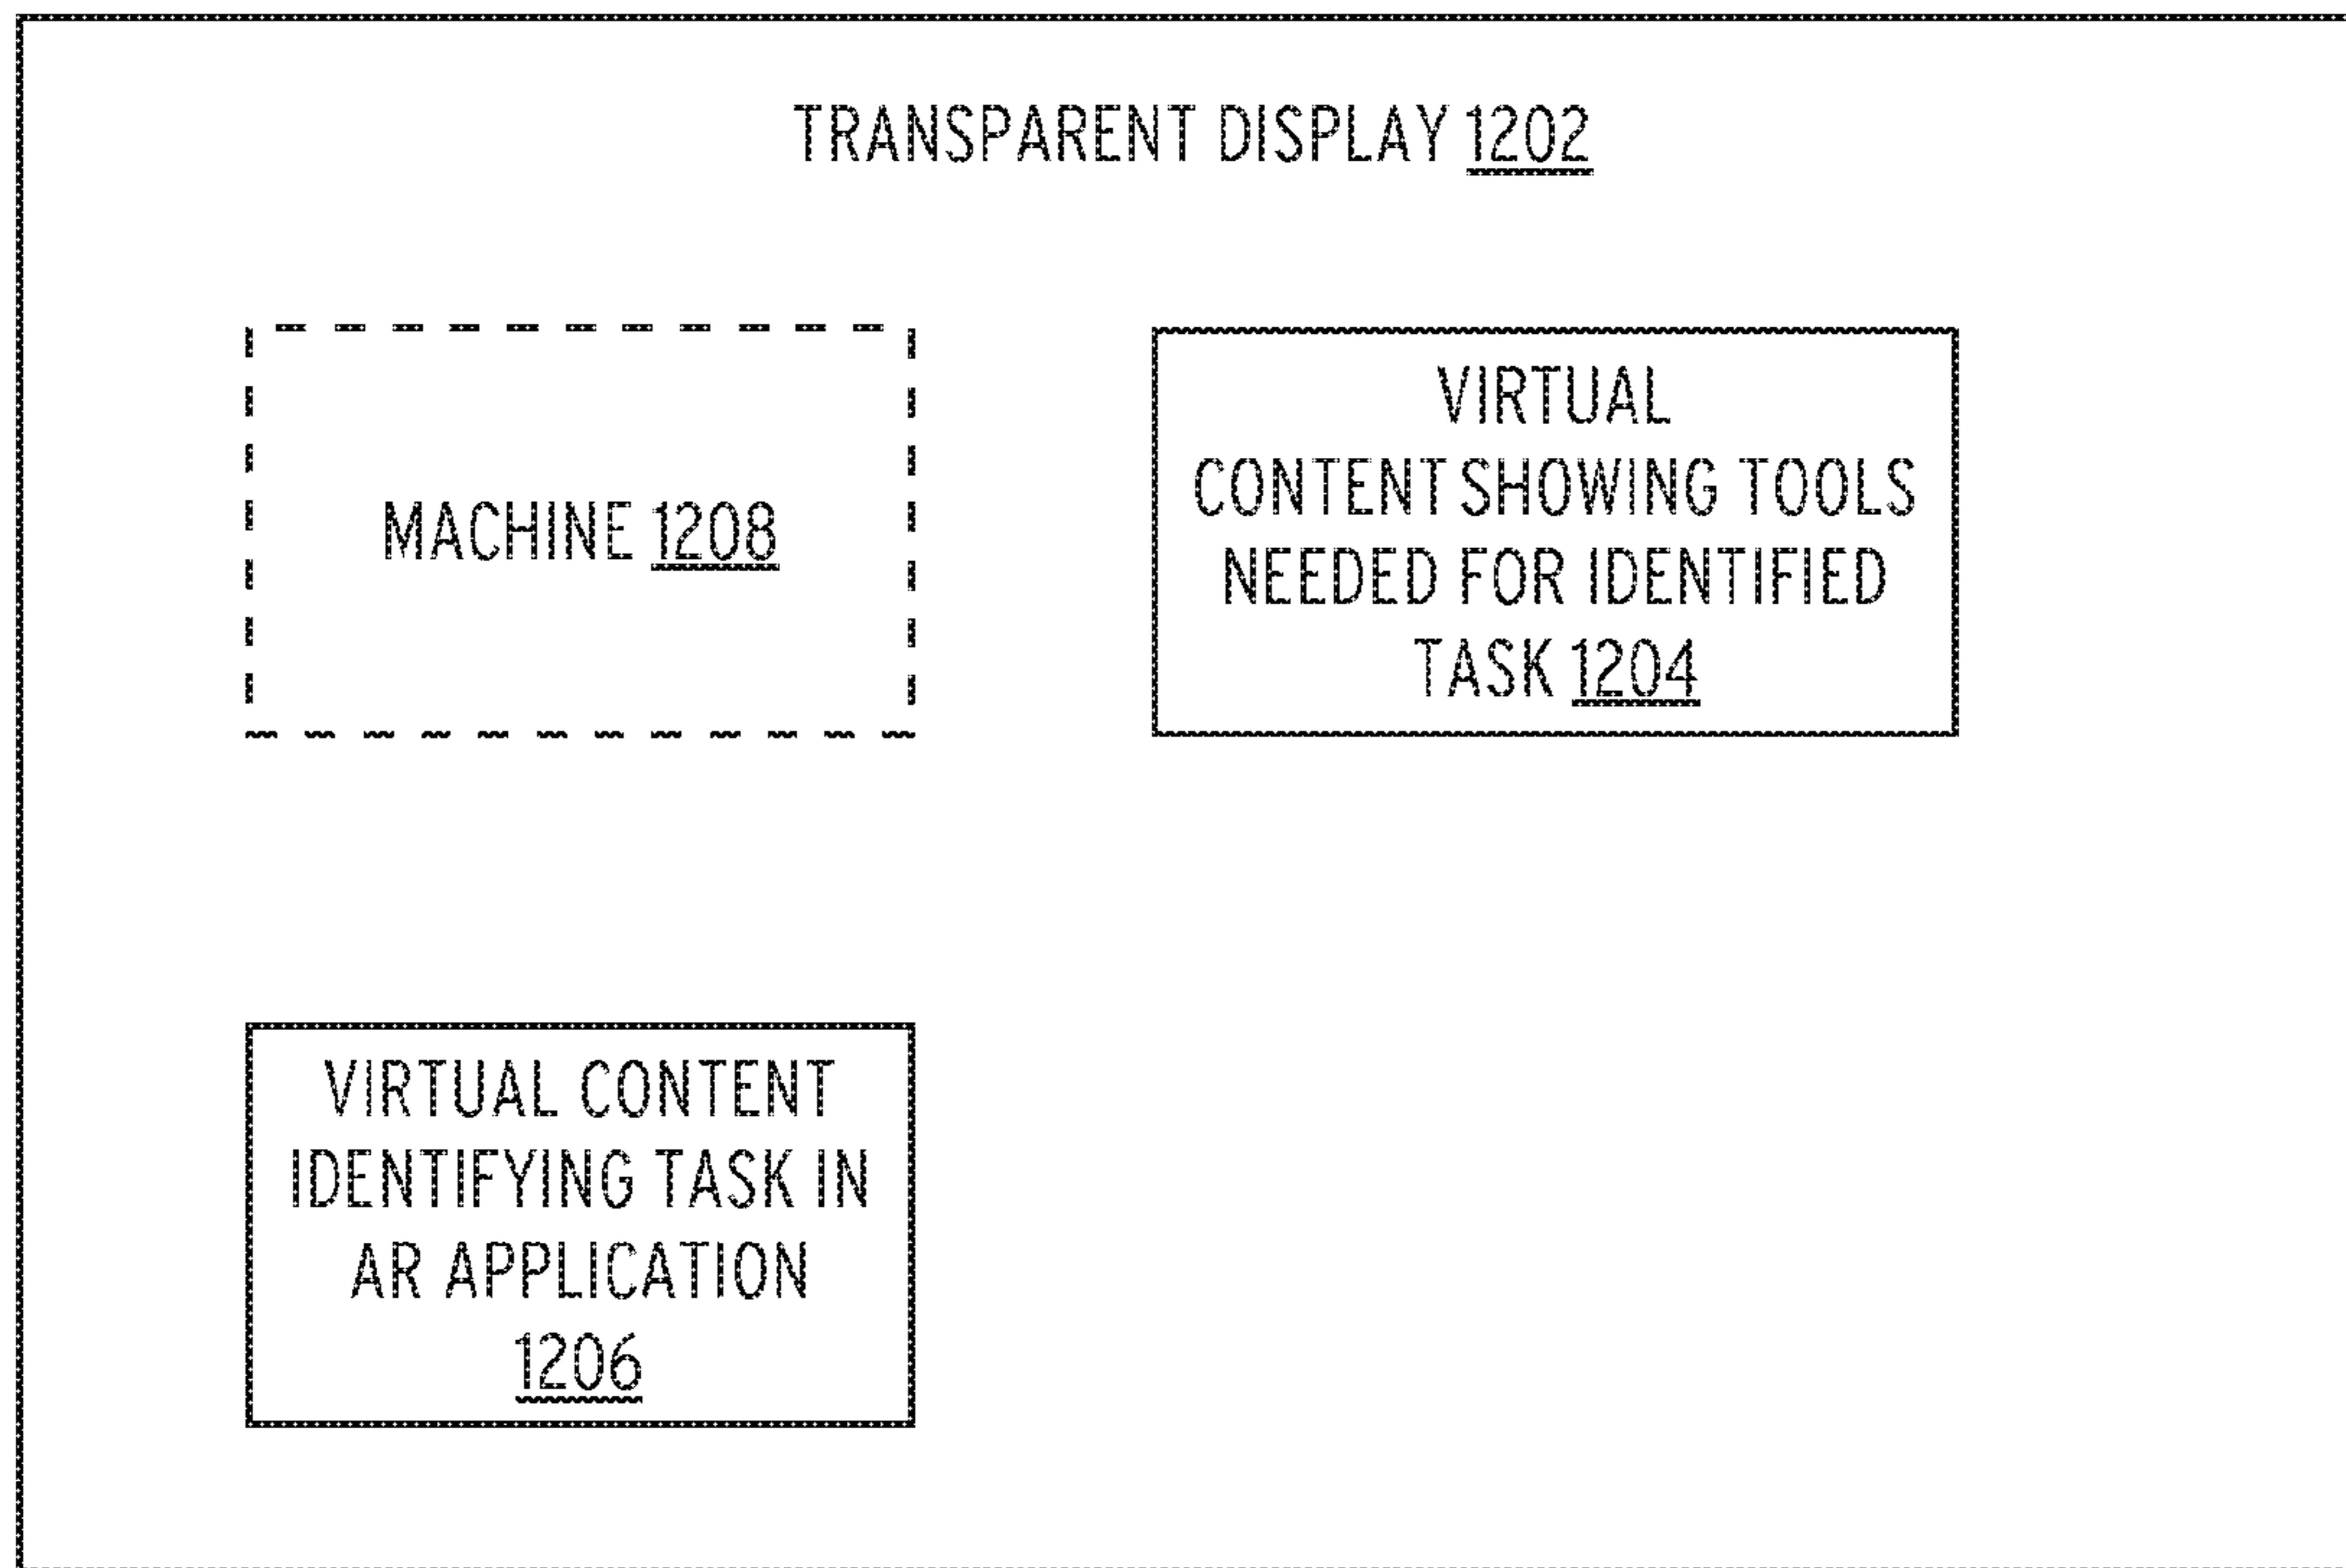 TRANSPARENT DISPLAY 1202
MACHINE 1208
VIRTUAL
CONTENT SHOWING TOOLS
NEEDED FOR IDENTIFIED
TASK 1204
VIRTUAL CONTENT
IDENTIFYING TASK IN
AR APPLICATION
1206